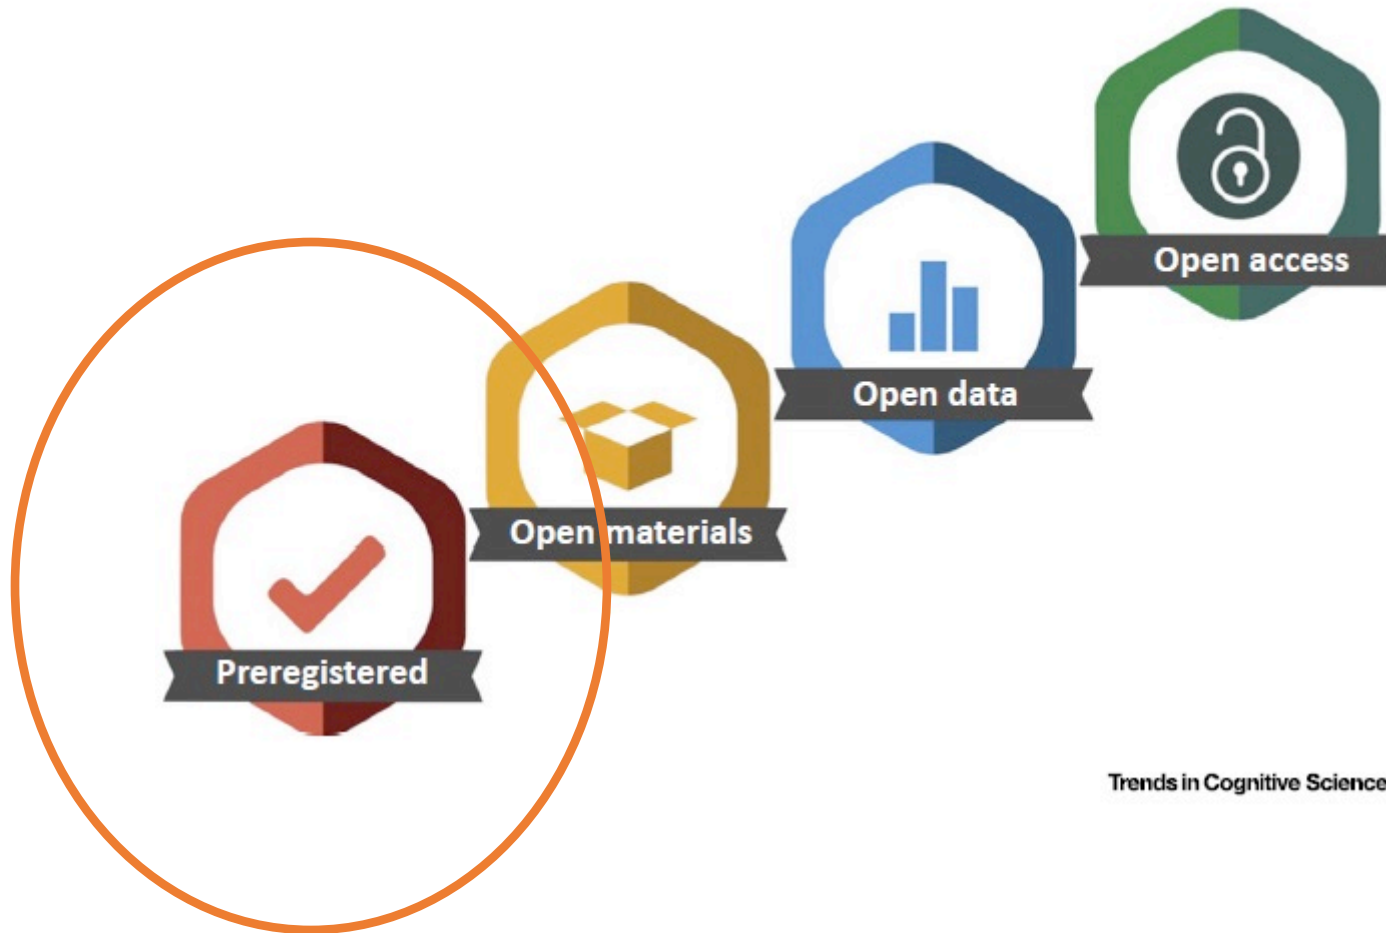 Open access
Open data
Open materials
Preregistered
Trends in Cognitive Science